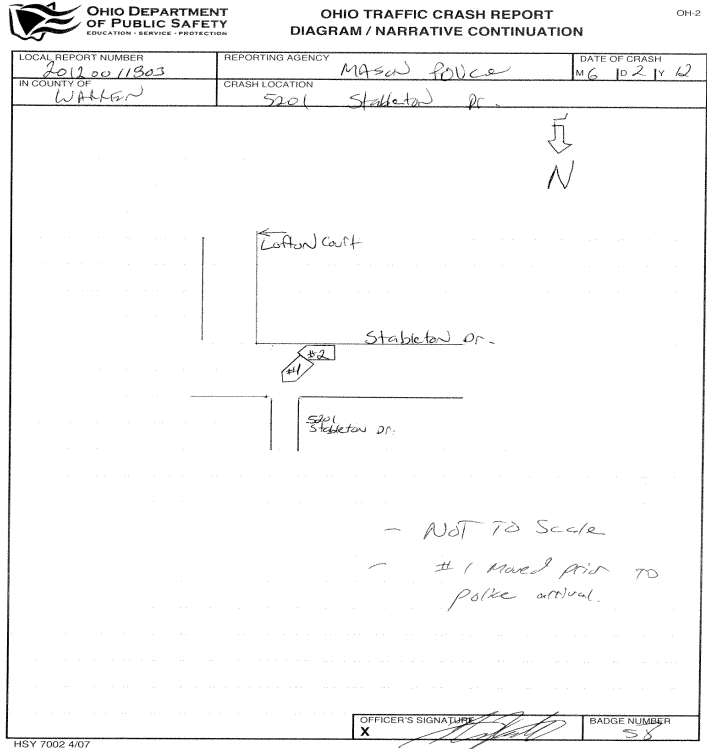 OHIO DEPARTMENT
OF PUBLIC SAFETY
EDUCATION • SERVICE • PROTECTION
OHIO TRAFFIC CRASH REPORT
DIAGRAM / NARRATIVE CONTINUATION
OH-2
LOCAL REPORT NUMBER
20120011803
REPORTING AGENCY
MASON POLICE
DATE OF CRASH
M 6 D 2 Y 12
IN COUNTY OF
WARREN
CRASH LOCATION
5201 Stableton Dr.
N
Lofton Court
Stableton Dr.
#2
#1
5201
Stableton Dr.
- NOT TO Scale
- #1 Moved prior TO
police arrival.
OFFICER'S SIGNATURE
X
BADGE NUMBER
58
HSY 7002 4/07